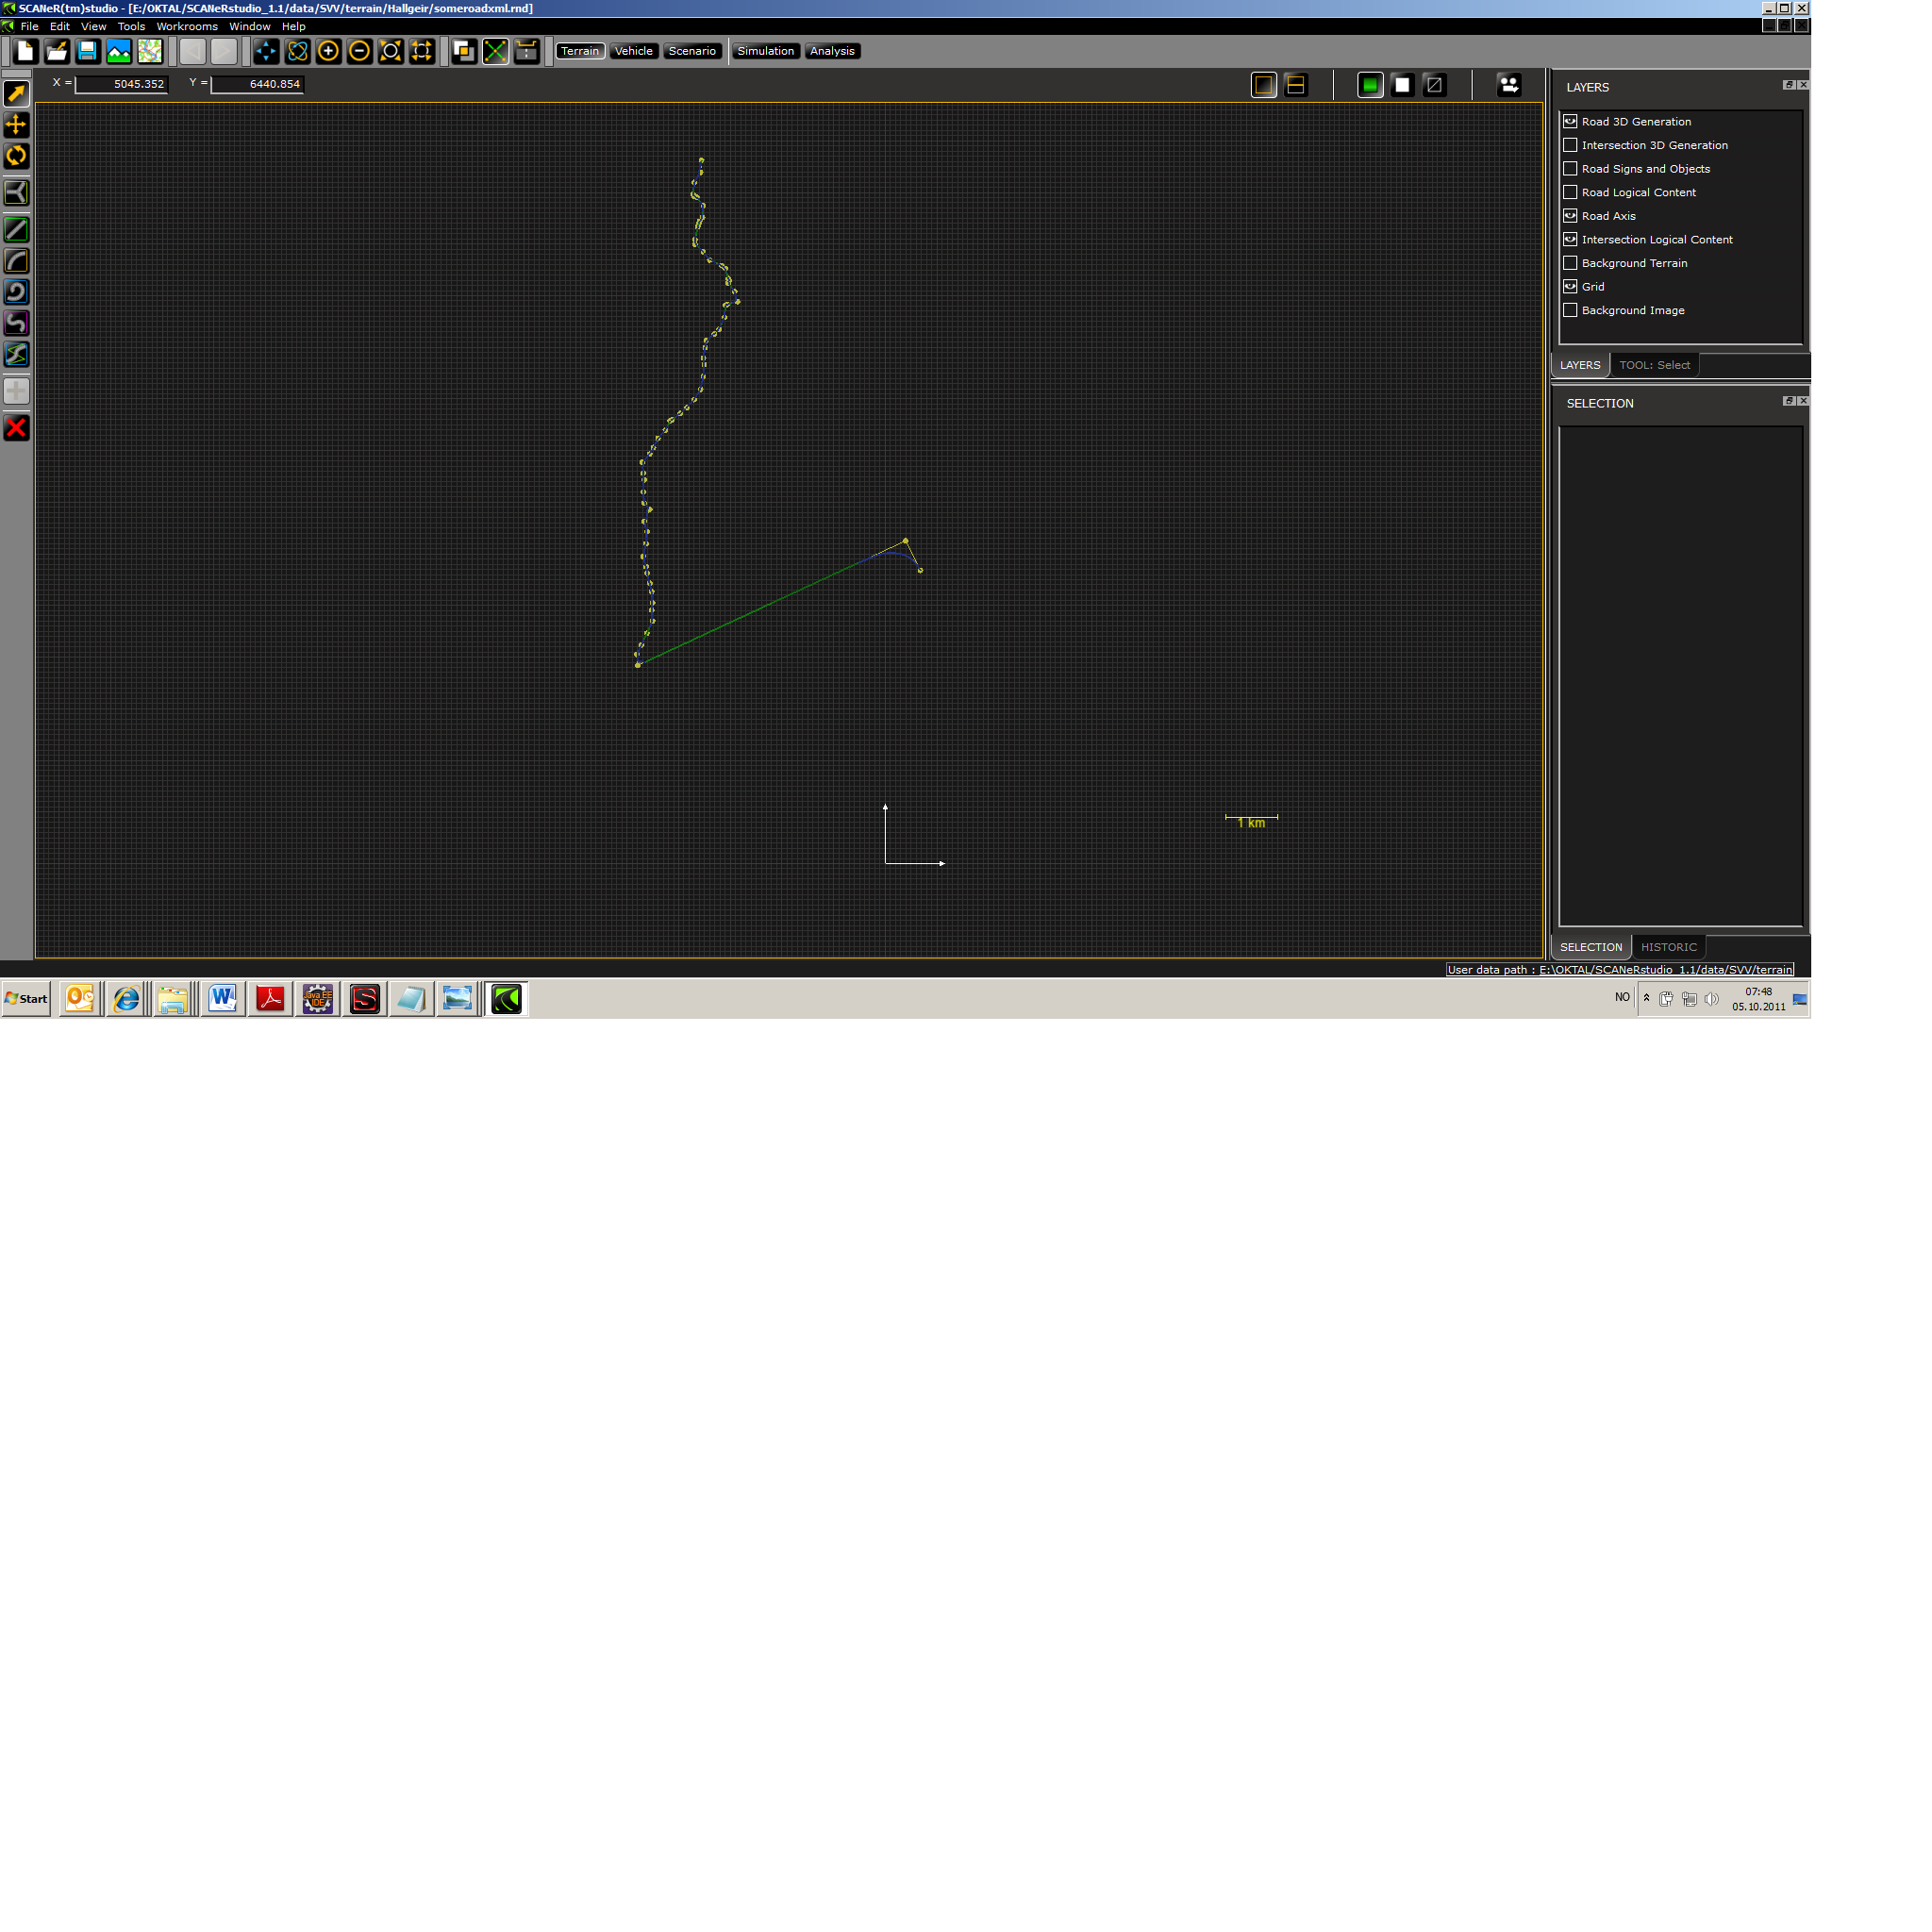 SCANeR(tm)studio - [E:/OKTAL/SCANeRstudio_1.1/data/SVV/terrain/Hallgeir/someroadxml.rnd]
File Edit View Tools Workrooms Window Help
Terrain Vehicle Scenario Simulation Analysis
X = 5045.352 Y = 6440.854
LAYERS
Road 3D Generation
Intersection 3D Generation
Road Signs and Objects
Road Logical Content
Road Axis
Intersection Logical Content
Background Terrain
Grid
Background Image
LAYERS TOOL: Select
SELECTION
1 km
SELECTION HISTORIC
User data path : E:\OKTAL/SCANeRstudio_1.1/data/SVV/terrain
Start
Java EE
IDE
NO
07:48
05.10.2011